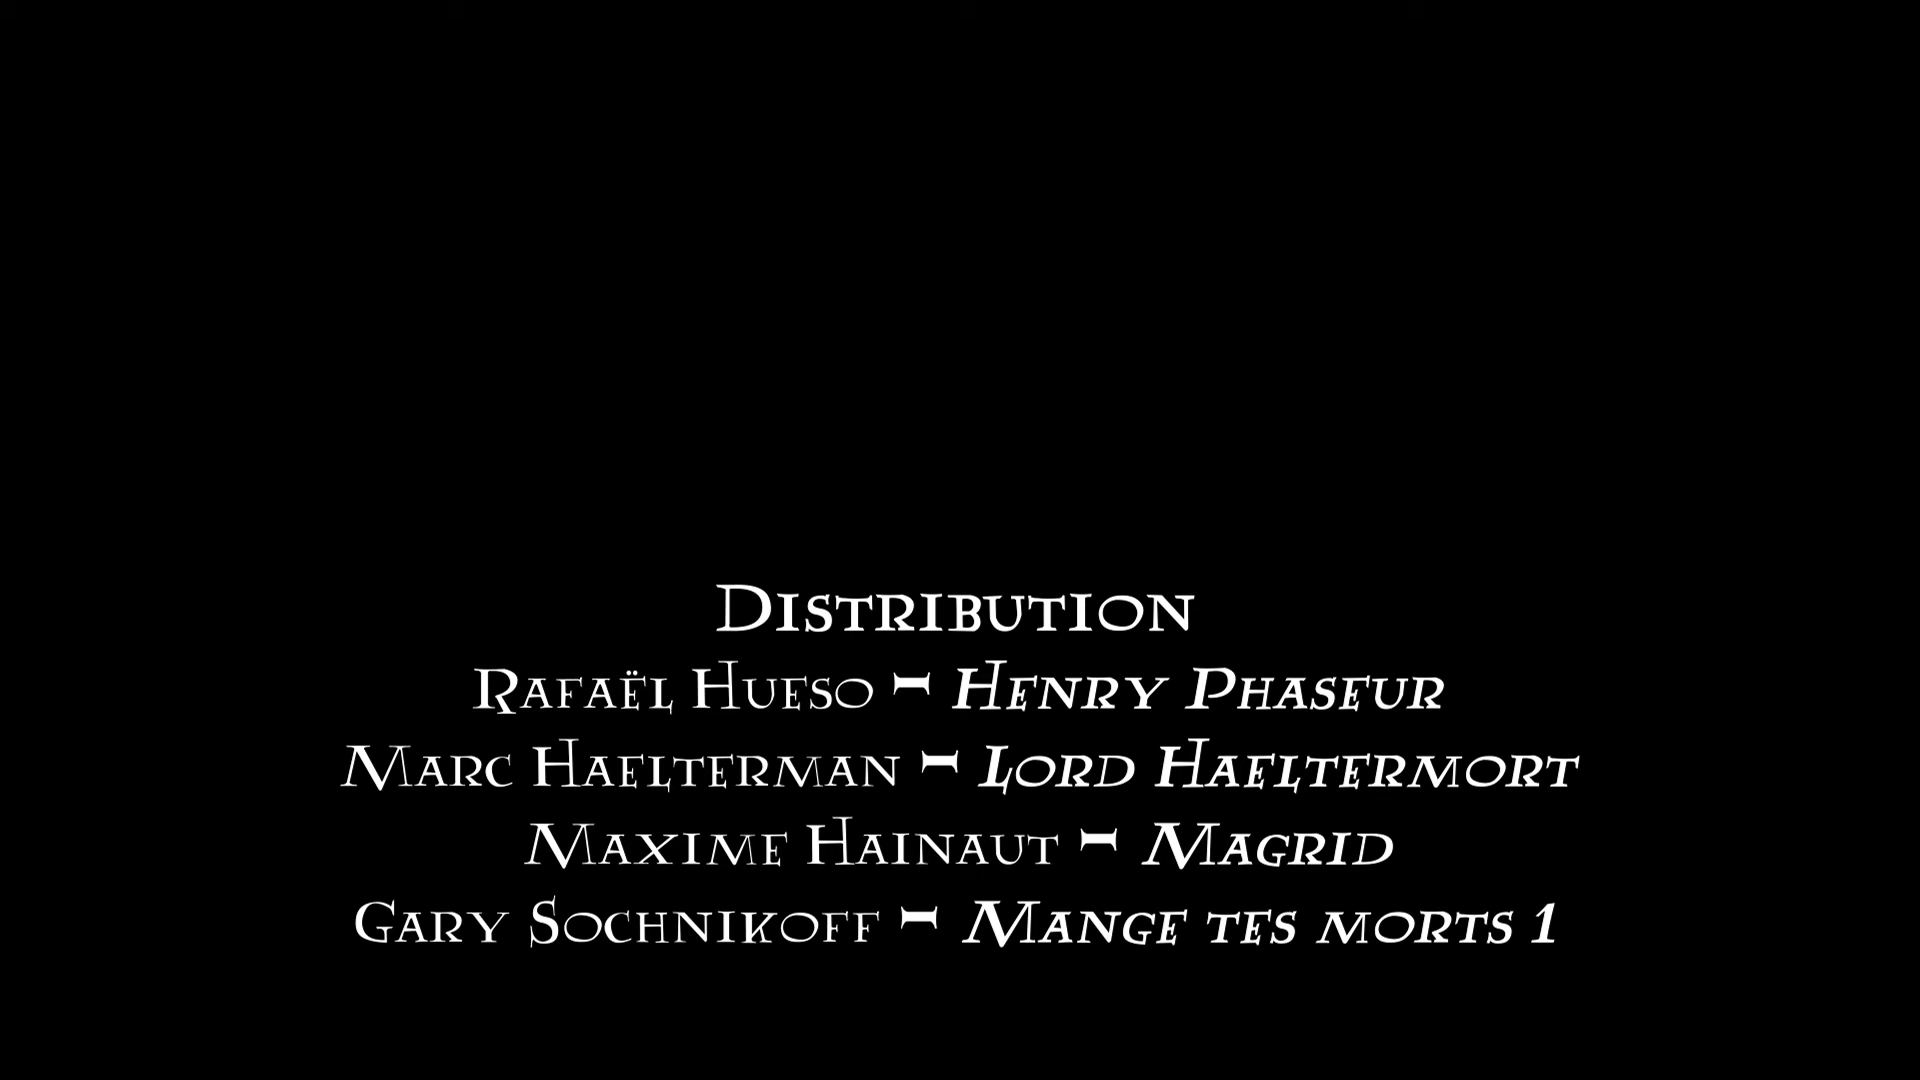 Distribution
Rafaël Hueso - Henry Phaseur
Marc Haelterman - Lord Haeltermort
Maxime Hainaut - Magrid
Gary Sochnikoff - Mange tes morts 1